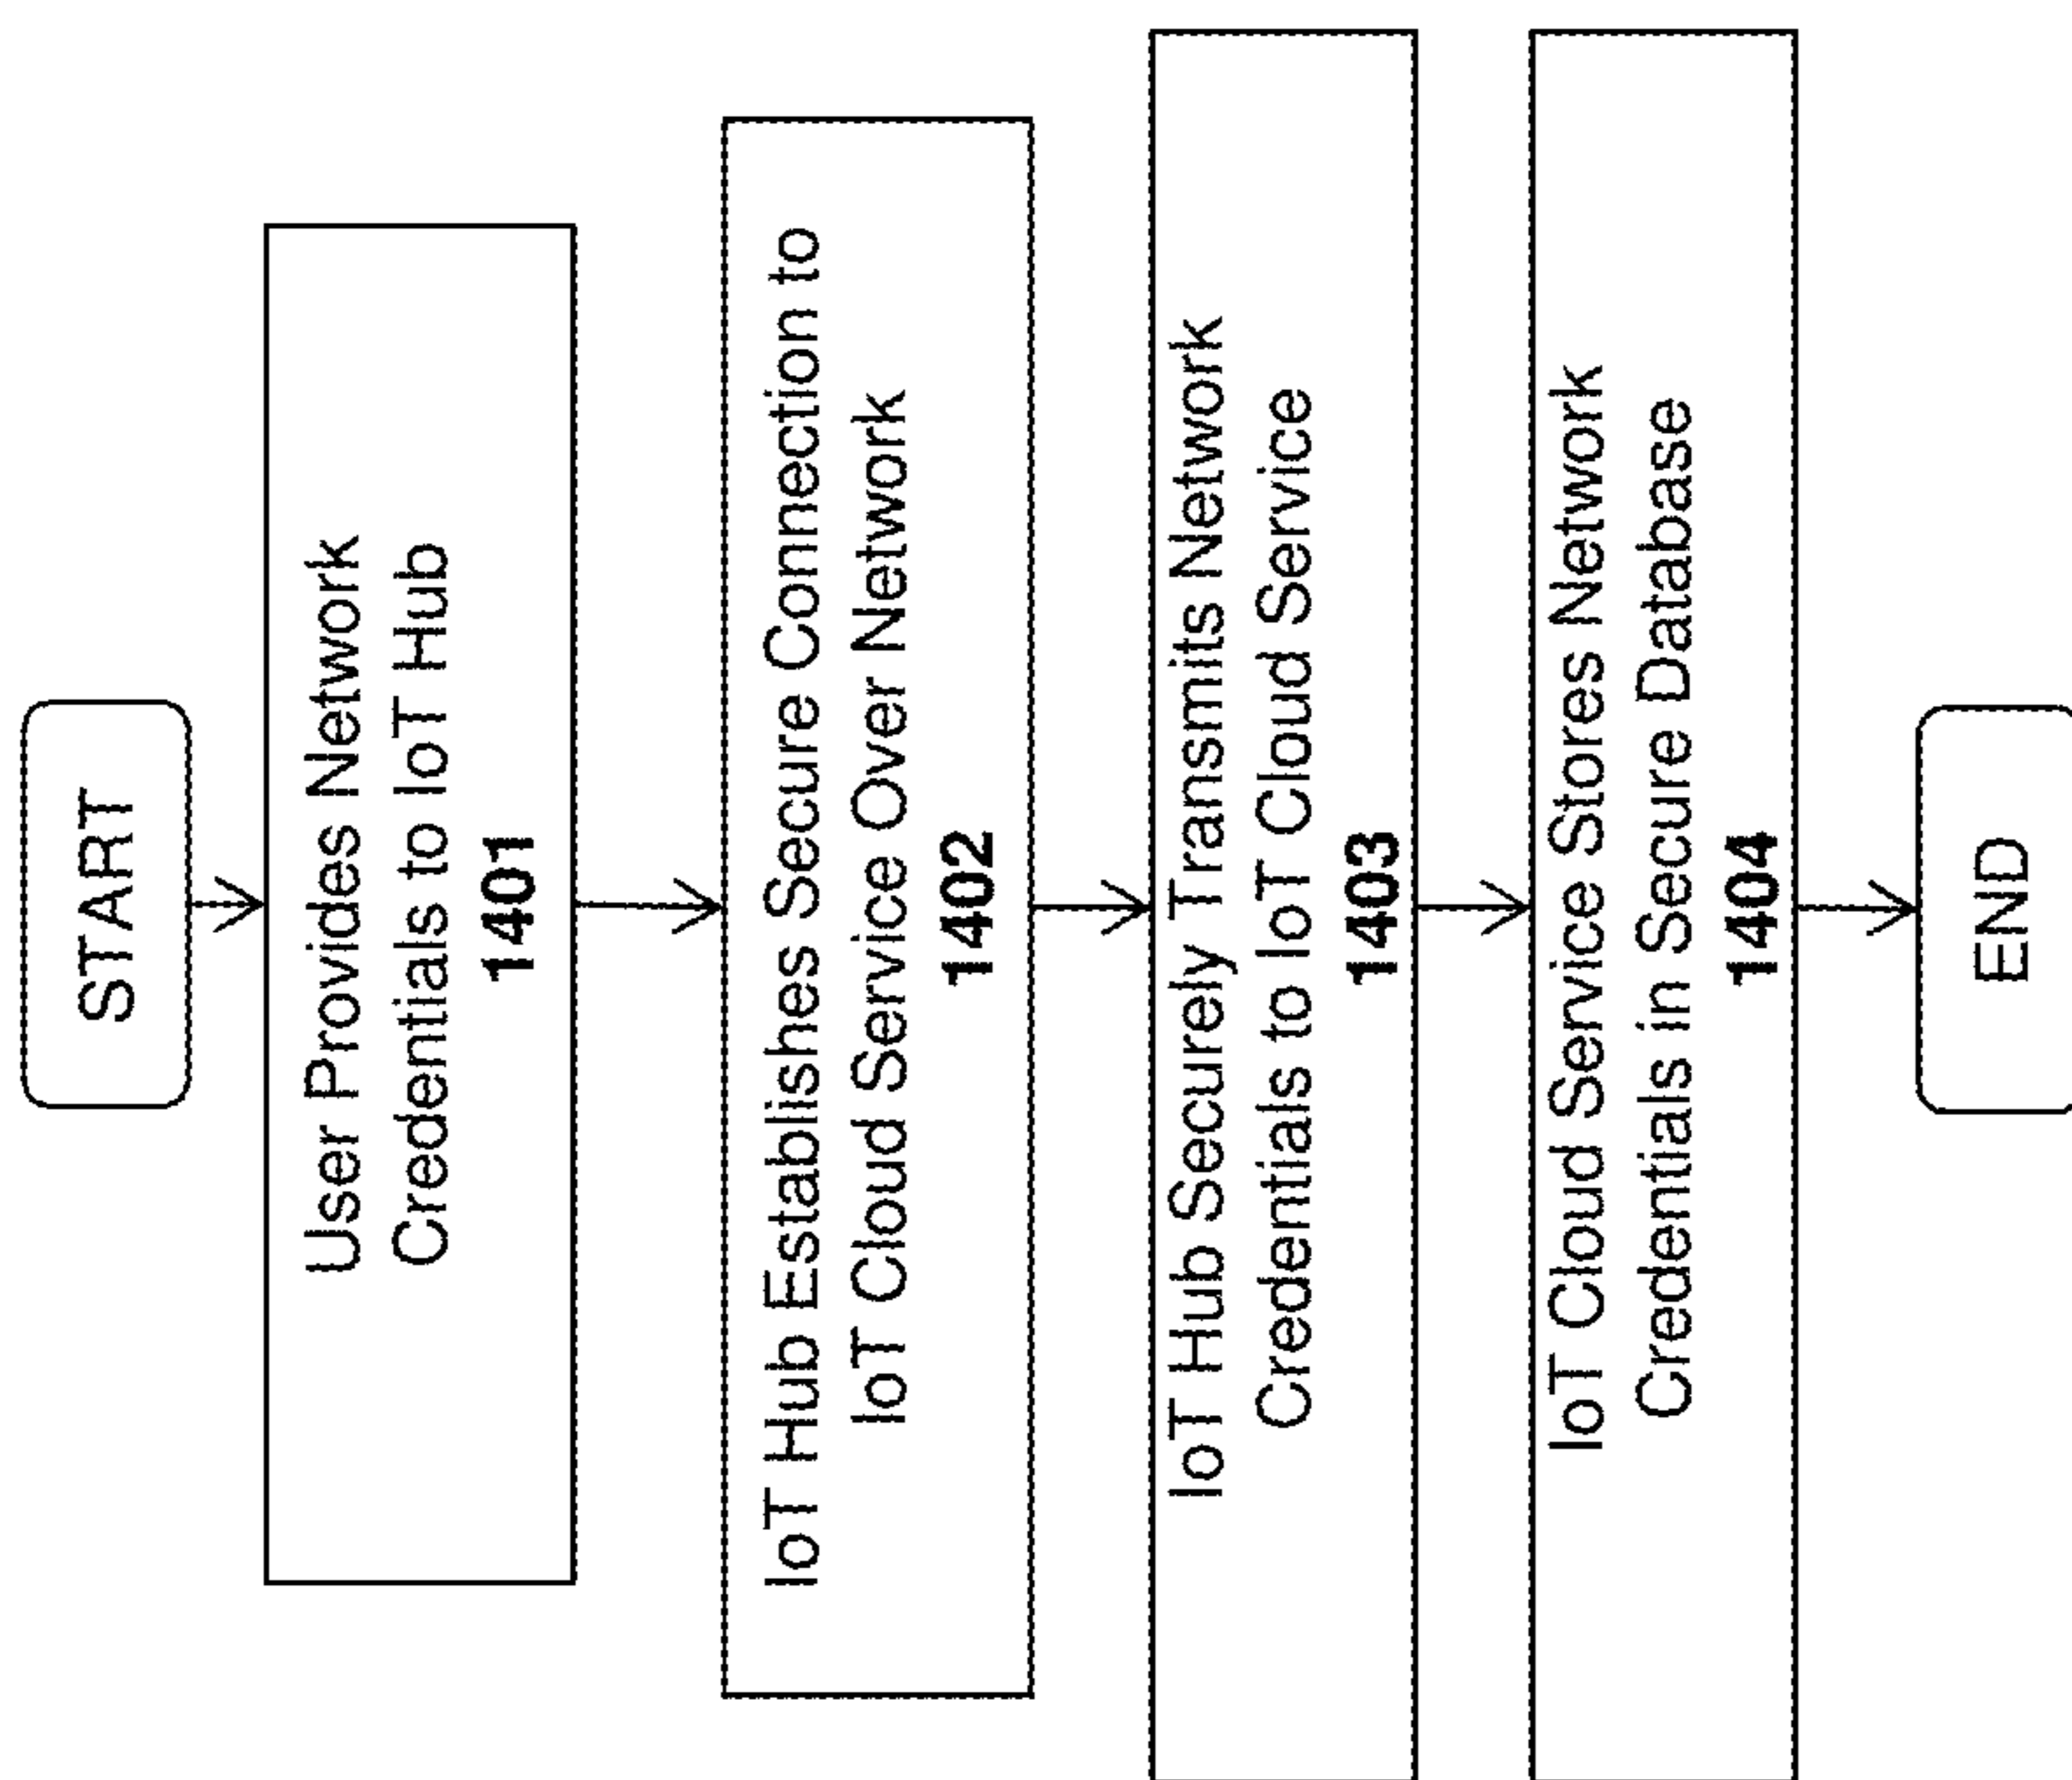 START
User Provides Network
Credentials to IoT Hub
1401
IoT Hub Establishes Secure Connection to
IoT Cloud Service Over Network
1402
IoT Hub Securely Transmits Network
Credentials to IoT Cloud Service
1403
IoT Cloud Service Stores Network
Credentials in Secure Database
1404
END